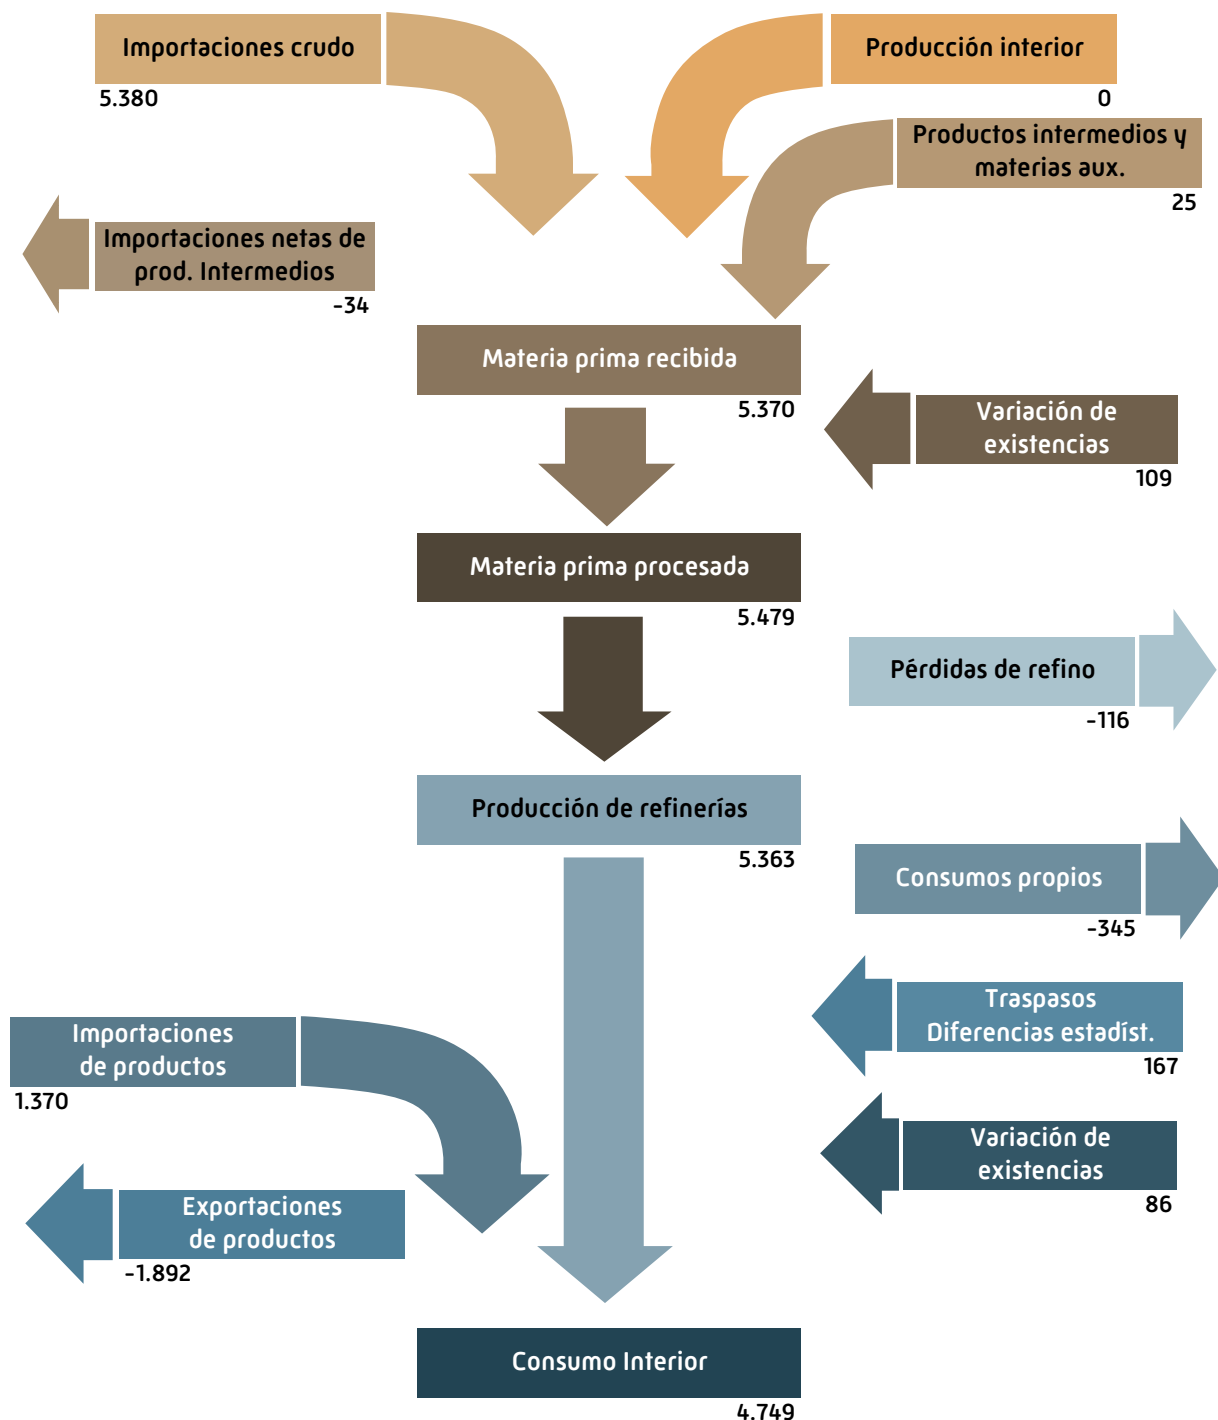 Importaciones crudo
5.380
Producción interior
0
Productos intermedios y
materias aux.
25
Importaciones netas de
prod. Intermedios
-34
Materia prima recibida
5.370
Variación de
existencias
109
Materia prima procesada
5.479
Pérdidas de refino
-116
Producción de refinerías
5.363
Consumos propios
-345
Traspasos
Diferencias estadíst.
167
Importaciones
de productos
1.370
Variación de
existencias
86
Exportaciones
de productos
-1.892
Consumo Interior
4.749